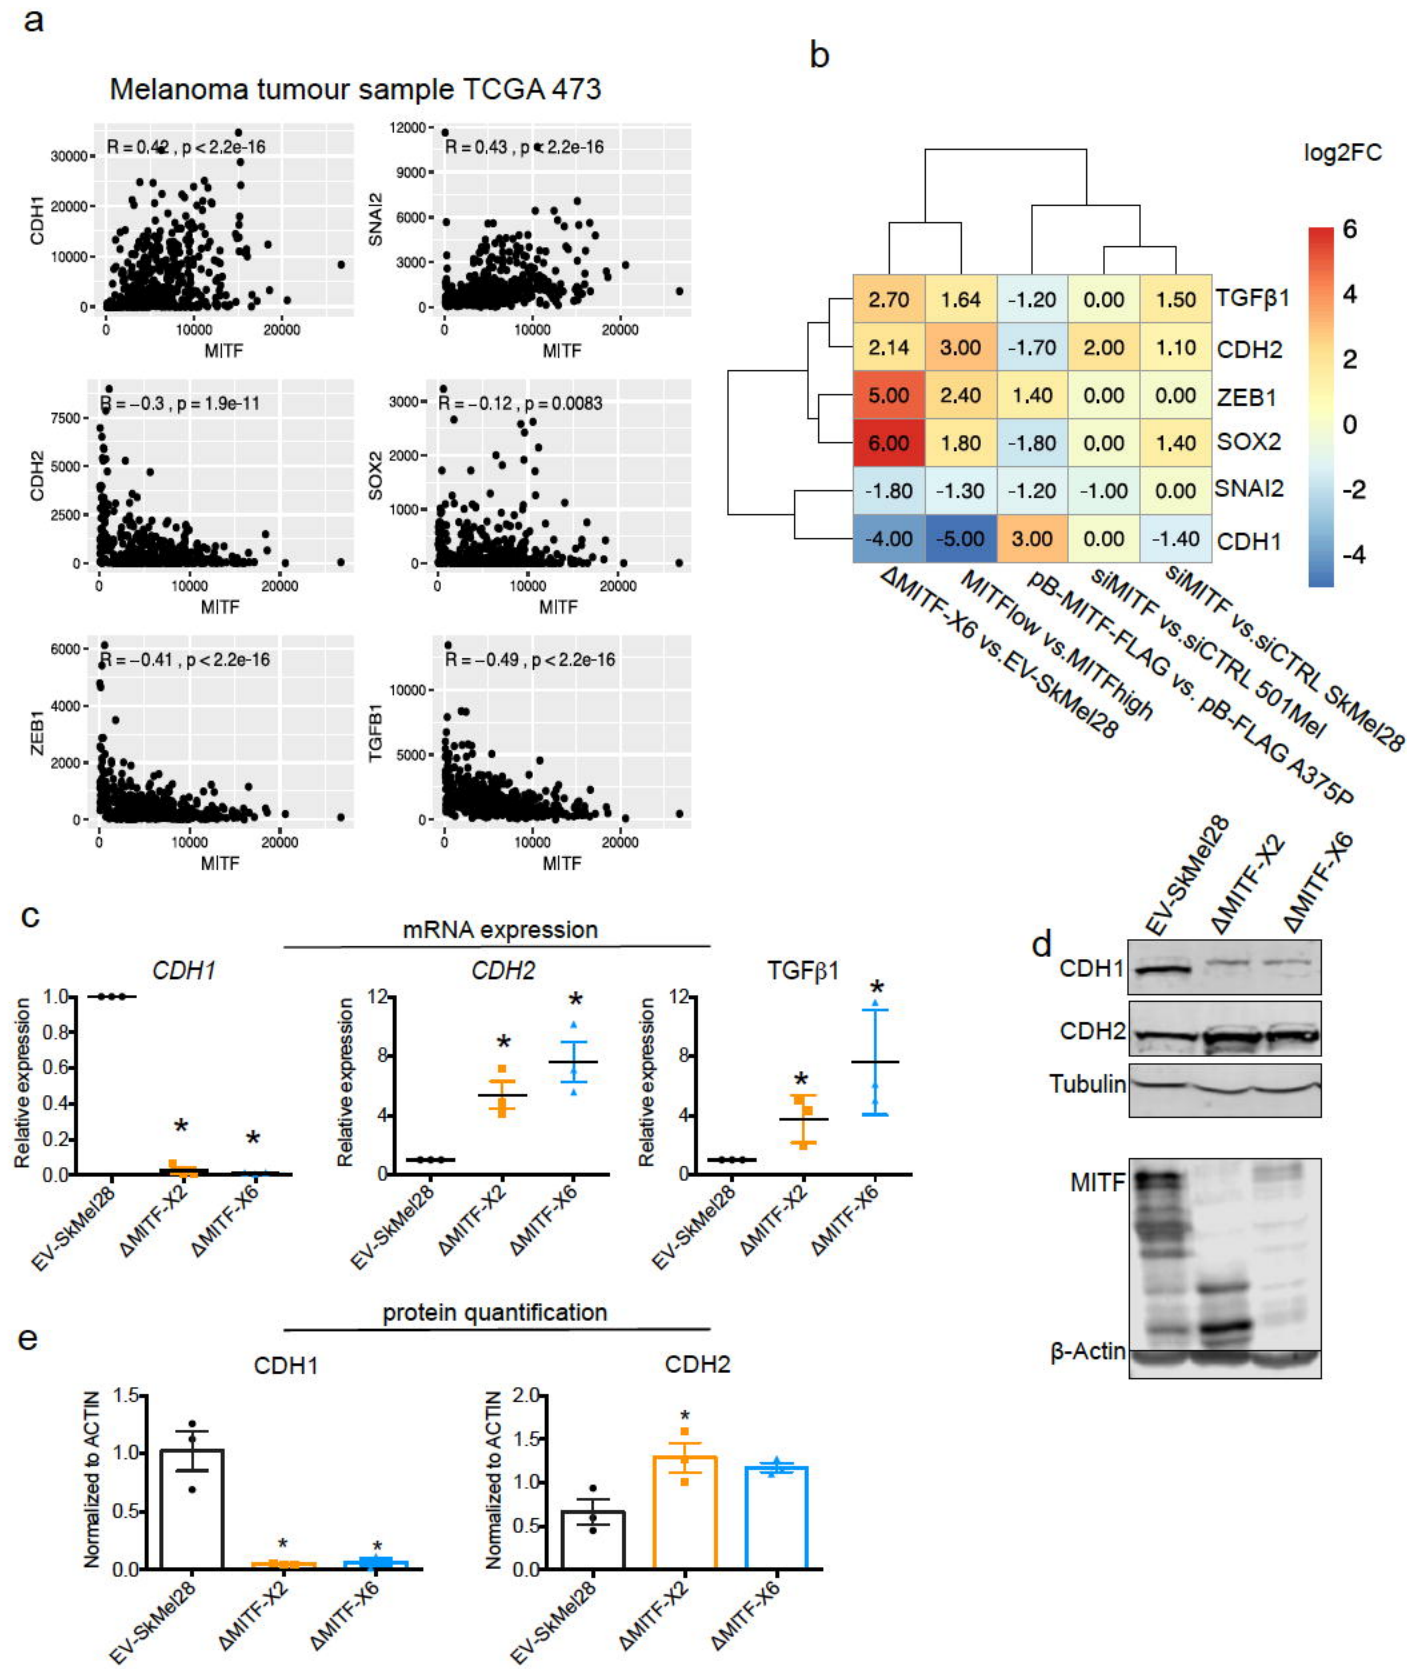 a
Melanoma tumour sample TCGA 473
R = 0.42 , p < 2.2e-16
CDH1
30000
20000
10000
0
0 10000 20000
MITF
R = 0.43 , p < 2.2e-16
SNAI2
12000
9000
6000
3000
0
0 10000 20000
MITF
R = −0.3 , p = 1.9e-11
CDH2
7500
5000
2500
0
0 10000 20000
MITF
R = −0.12 , p = 0.0083
SOX2
3000
2000
1000
0
0 10000 20000
MITF
R = −0.41 , p < 2.2e-16
ZEB1
6000
4000
2000
0
0 10000 20000
MITF
R = −0.49 , p < 2.2e-16
TGFB1
10000
5000
0
0 10000 20000
MITF
b
log2FC
6
4
2
0
-2
-4
2.70 1.64 -1.20 0.00 1.50 TGFβ1
2.14 3.00 -1.70 2.00 1.10 CDH2
5.00 2.40 1.40 0.00 0.00 ZEB1
6.00 1.80 -1.80 0.00 1.40 SOX2
-1.80 -1.30 -1.20 -1.00 0.00 SNAI2
-4.00 -5.00 3.00 0.00 -1.40 CDH1
ΔMITF-X6 vs.EV-SkMel28
MITFlow vs.MITFhigh
pB-MITF-FLAG vs. pB-FLAG A375P
siMITF vs.siCTRL 501Mel
siMITF vs.siCTRL SkMel28
c
mRNA expression
CDH1
Relative expression
1.0
0.8
0.6
0.4
0.2
0.0
* *
EV-SkMel28 ΔMITF-X2 ΔMITF-X6
CDH2
Relative expression
12
8
4
0
* *
EV-SkMel28 ΔMITF-X2 ΔMITF-X6
TGFβ1
Relative expression
12
8
4
0
* *
EV-SkMel28 ΔMITF-X2 ΔMITF-X6
d
EV-SkMel28 ΔMITF-X2 ΔMITF-X6
CDH1
CDH2
Tubulin
MITF
β-Actin
e
protein quantification
CDH1
Normalized to ACTIN
1.5
1.0
0.5
0.0
* *
EV-SkMel28 ΔMITF-X2 ΔMITF-X6
CDH2
Normalized to ACTIN
2.0
1.5
1.0
0.5
0.0
*
EV-SkMel28 ΔMITF-X2 ΔMITF-X6